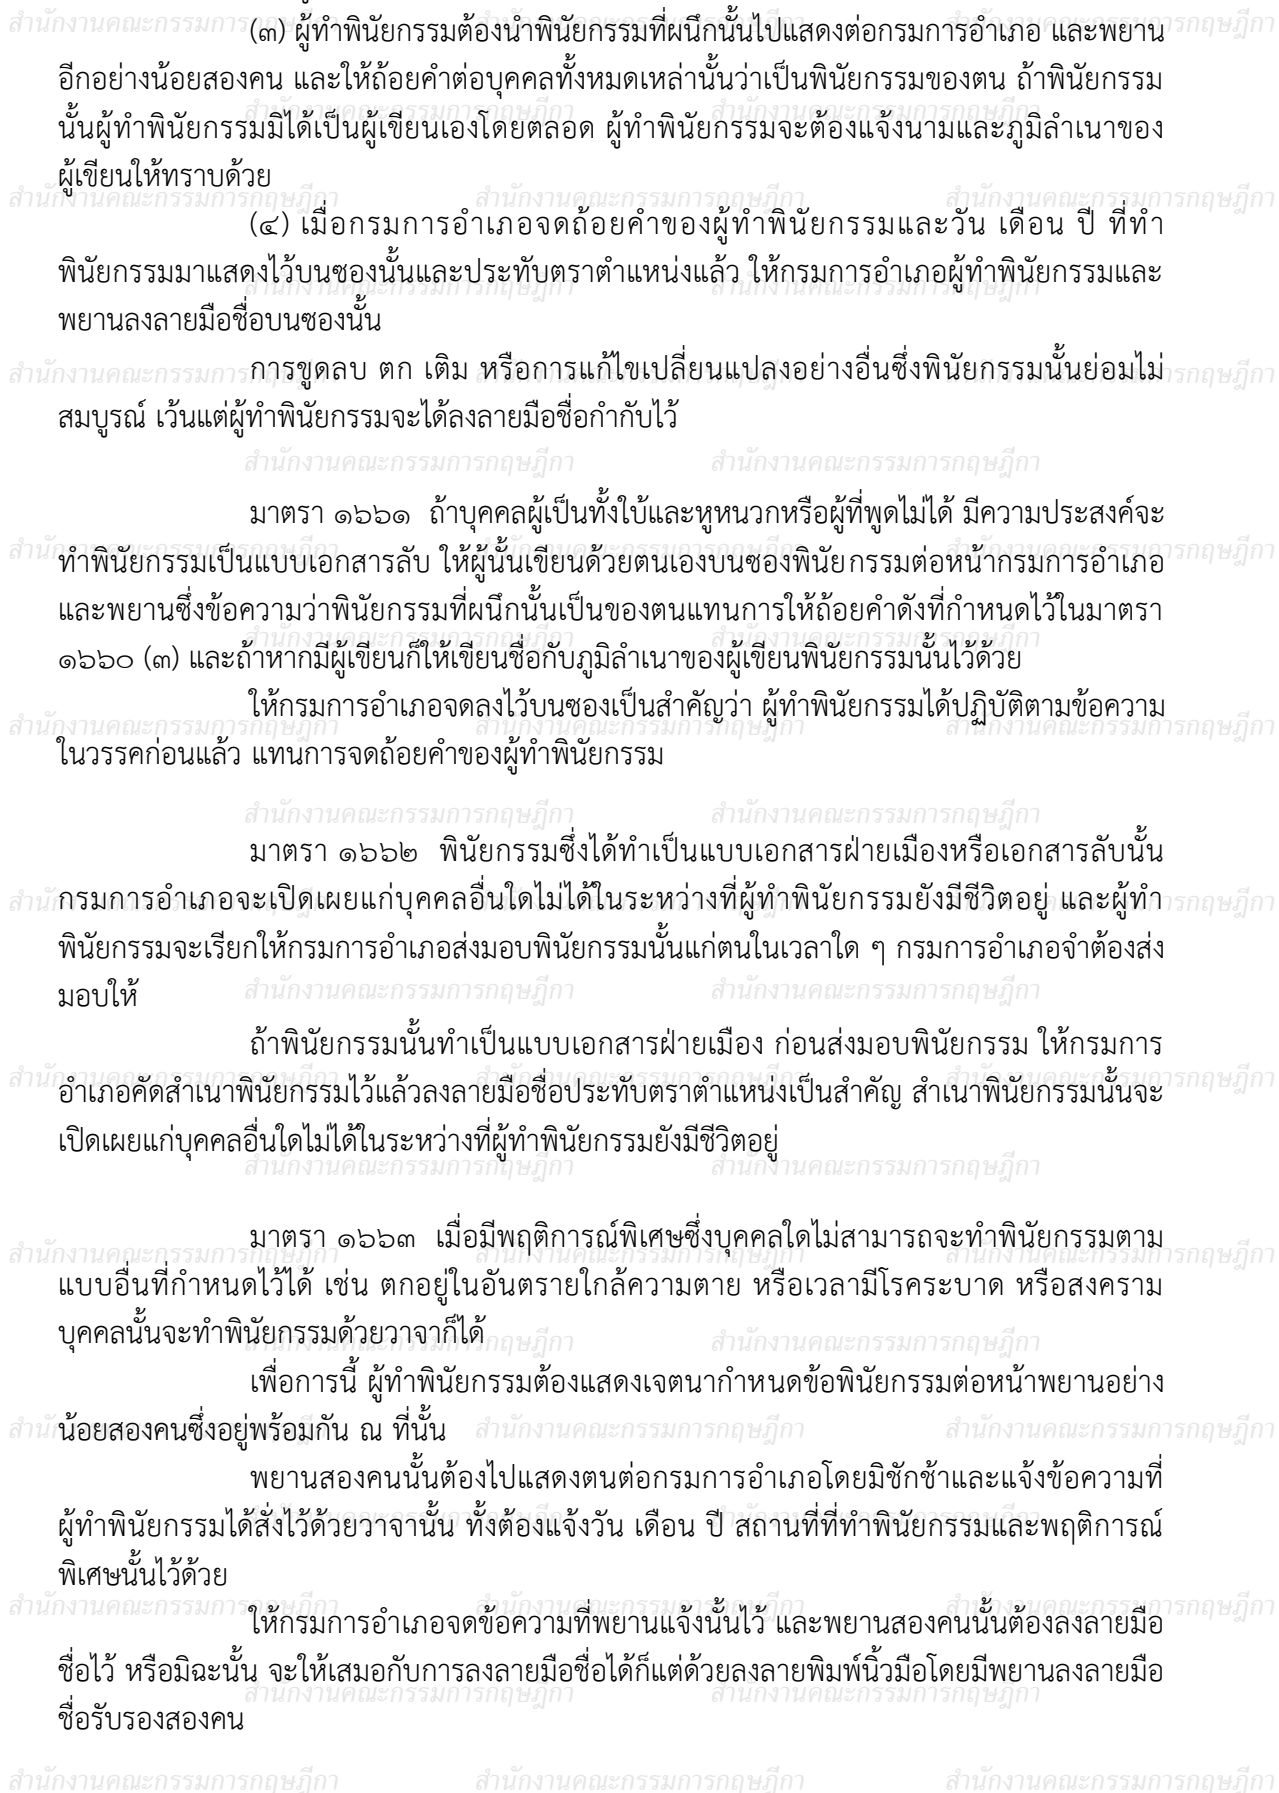 (๓) ผู้ทำพินัยกรรมต้องนำพินัยกรรมที่ผนึกนั้นไปแสดงต่อกรมการอำเภอ และพยาน
อีกอย่างน้อยสองคน และให้ถ้อยคำต่อบุคคลทั้งหมดเหล่านั้นว่าเป็นพินัยกรรมของตน ถ้าพินัยกรรม
นั้นผู้ทำพินัยกรรมมิได้เป็นผู้เขียนเองโดยตลอด ผู้ทำพินัยกรรมจะต้องแจ้งนามและภูมิลำเนาของ
ผู้เขียนให้ทราบด้วย
(๔) เมื่อกรมการอำเภอจดถ้อยคำของผู้ทำพินัยกรรมและวัน เดือน ปี ที่ทำ
พินัยกรรมมาแสดงไว้บนซองนั้นและประทับตราตำแหน่งแล้ว ให้กรมการอำเภอผู้ทำพินัยกรรมและ
พยานลงลายมือชื่อบนซองนั้น
การขูดลบ ตก เติม หรือการแก้ไขเปลี่ยนแปลงอย่างอื่นซึ่งพินัยกรรมนั้นย่อมไม่
สมบูรณ์ เว้นแต่ผู้ทำพินัยกรรมจะได้ลงลายมือชื่อกำกับไว้
มาตรา ๑๖๖๑ ถ้าบุคคลผู้เป็นทั้งใบ้และหูหนวกหรือผู้ที่พูดไม่ได้ มีความประสงค์จะ
ทำพินัยกรรมเป็นแบบเอกสารลับ ให้ผู้นั้นเขียนด้วยตนเองบนซองพินัยกรรมต่อหน้ากรมการอำเภอ
และพยานซึ่งข้อความว่าพินัยกรรมที่ผนึกนั้นเป็นของตนแทนการให้ถ้อยคำดังที่กำหนดไว้ในมาตรา
๑๖๖๐ (๓) และถ้าหากมีผู้เขียนก็ให้เขียนชื่อกับภูมิลำเนาของผู้เขียนพินัยกรรมนั้นไว้ด้วย
ให้กรมการอำเภอจดลงไว้บนซองเป็นสำคัญว่า ผู้ทำพินัยกรรมได้ปฏิบัติตามข้อความ
ในวรรคก่อนแล้ว แทนการจดถ้อยคำของผู้ทำพินัยกรรม
มาตรา ๑๖๖๒ พินัยกรรมซึ่งได้ทำเป็นแบบเอกสารฝ่ายเมืองหรือเอกสารลับนั้น
กรมการอำเภอจะเปิดเผยแก่บุคคลอื่นใดไม่ได้ในระหว่างที่ผู้ทำพินัยกรรมยังมีชีวิตอยู่ และผู้ทำ
พินัยกรรมจะเรียกให้กรมการอำเภอส่งมอบพินัยกรรมนั้นแก่ตนในเวลาใด ๆ กรมการอำเภอจำต้องส่ง
มอบให้
ถ้าพินัยกรรมนั้นทำเป็นแบบเอกสารฝ่ายเมือง ก่อนส่งมอบพินัยกรรม ให้กรมการ
อำเภอคัดสำเนาพินัยกรรมไว้แล้วลงลายมือชื่อประทับตราตำแหน่งเป็นสำคัญ สำเนาพินัยกรรมนั้นจะ
เปิดเผยแก่บุคคลอื่นใดไม่ได้ในระหว่างที่ผู้ทำพินัยกรรมยังมีชีวิตอยู่
มาตรา ๑๖๖๓ เมื่อมีพฤติการณ์พิเศษซึ่งบุคคลใดไม่สามารถจะทำพินัยกรรมตาม
แบบอื่นที่กำหนดไว้ได้ เช่น ตกอยู่ในอันตรายใกล้ความตาย หรือเวลามีโรคระบาด หรือสงคราม
บุคคลนั้นจะทำพินัยกรรมด้วยวาจาก็ได้
เพื่อการนี้ ผู้ทำพินัยกรรมต้องแสดงเจตนากำหนดข้อพินัยกรรมต่อหน้าพยานอย่าง
น้อยสองคนซึ่งอยู่พร้อมกัน ณ ที่นั้น
พยานสองคนนั้นต้องไปแสดงตนต่อกรมการอำเภอโดยมิชักช้าและแจ้งข้อความที่
ผู้ทำพินัยกรรมได้สั่งไว้ด้วยวาจานั้น ทั้งต้องแจ้งวัน เดือน ปี สถานที่ที่ทำพินัยกรรมและพฤติการณ์
พิเศษนั้นไว้ด้วย
ให้กรมการอำเภอจดข้อความที่พยานแจ้งนั้นไว้ และพยานสองคนนั้นต้องลงลายมือ
ชื่อไว้ หรือมิฉะนั้น จะให้เสมอกับการลงลายมือชื่อได้ก็แต่ด้วยลงลายพิมพ์นิ้วมือโดยมีพยานลงลายมือ
ชื่อรับรองสองคน
สำนักงานคณะกรรมการกฤษฎีกา สำนักงานคณะกรรมการกฤษฎีกา สำนักงานคณะกรรมการกฤษฎีกา